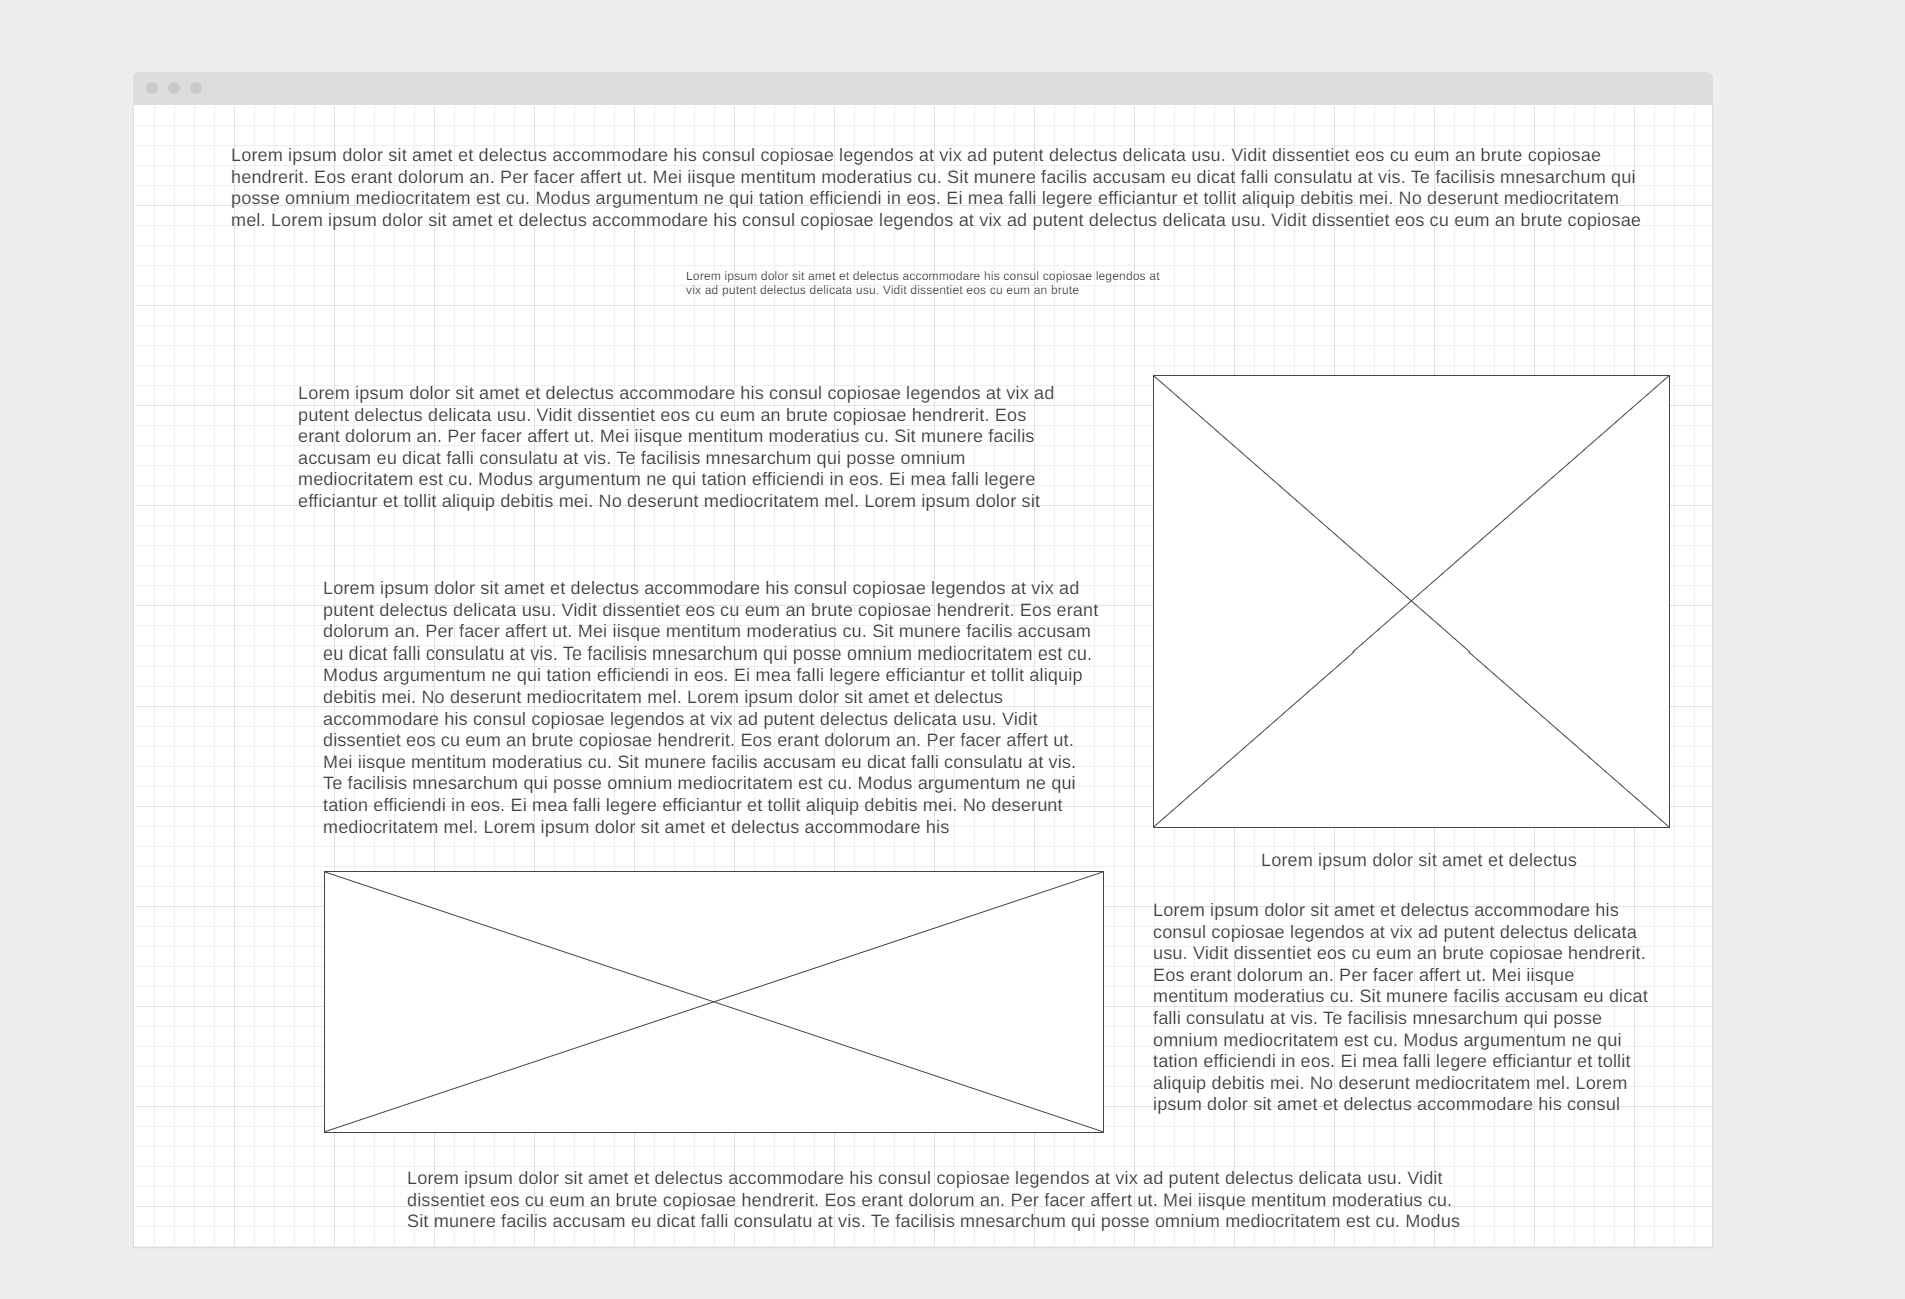 Lorem ipsum dolor sit amet et delectus accommodare his consul copiosae legendos at vix ad putent delectus delicata usu. Vidit dissentiet eos cu eum an brute copiosae
hendrerit. Eos erant dolorum an. Per facer affert ut. Mei iisque mentitum moderatius cu. Sit munere facilis accusam eu dicat falli consulatu at vis. Te facilisis mnesarchum qui
posse omnium mediocritatem est cu. Modus argumentum ne qui tation efficiendi in eos. Ei mea falli legere efficiantur et tollit aliquip debitis mei. No deserunt mediocritatem
mel. Lorem ipsum dolor sit amet et delectus accommodare his consul copiosae legendos at vix ad putent delectus delicata usu. Vidit dissentiet eos cu eum an brute copiosae
Lorem ipsum dolor sit amet et delectus accommodare his consul copiosae legendos at
vix ad putent delectus delicata usu. Vidit dissentiet eos cu eum an brute
Lorem ipsum dolor sit amet et delectus accommodare his consul copiosae legendos at vix ad
putent delectus delicata usu. Vidit dissentiet eos cu eum an brute copiosae hendrerit. Eos
erant dolorum an. Per facer affert ut. Mei iisque mentitum moderatius cu. Sit munere facilis
accusam eu dicat falli consulatu at vis. Te facilisis mnesarchum qui posse omnium
mediocritatem est cu. Modus argumentum ne qui tation efficiendi in eos. Ei mea falli legere
efficiantur et tollit aliquip debitis mei. No deserunt mediocritatem mel. Lorem ipsum dolor sit
Lorem ipsum dolor sit amet et delectus accommodare his consul copiosae legendos at vix ad
putent delectus delicata usu. Vidit dissentiet eos cu eum an brute copiosae hendrerit. Eos erant
dolorum an. Per facer affert ut. Mei iisque mentitum moderatius cu. Sit munere facilis accusam
eu dicat falli consulatu at vis. Te facilisis mnesarchum qui posse omnium mediocritatem est cu.
Modus argumentum ne qui tation efficiendi in eos. Ei mea falli legere efficiantur et tollit aliquip
debitis mei. No deserunt mediocritatem mel. Lorem ipsum dolor sit amet et delectus
accommodare his consul copiosae legendos at vix ad putent delectus delicata usu. Vidit
dissentiet eos cu eum an brute copiosae hendrerit. Eos erant dolorum an. Per facer affert ut.
Mei iisque mentitum moderatius cu. Sit munere facilis accusam eu dicat falli consulatu at vis.
Te facilisis mnesarchum qui posse omnium mediocritatem est cu. Modus argumentum ne qui
tation efficiendi in eos. Ei mea falli legere efficiantur et tollit aliquip debitis mei. No deserunt
mediocritatem mel. Lorem ipsum dolor sit amet et delectus accommodare his
Lorem ipsum dolor sit amet et delectus
Lorem ipsum dolor sit amet et delectus accommodare his
consul copiosae legendos at vix ad putent delectus delicata
usu. Vidit dissentiet eos cu eum an brute copiosae hendrerit.
Eos erant dolorum an. Per facer affert ut. Mei iisque
mentitum moderatius cu. Sit munere facilis accusam eu dicat
falli consulatu at vis. Te facilisis mnesarchum qui posse
omnium mediocritatem est cu. Modus argumentum ne qui
tation efficiendi in eos. Ei mea falli legere efficiantur et tollit
aliquip debitis mei. No deserunt mediocritatem mel. Lorem
ipsum dolor sit amet et delectus accommodare his consul
Lorem ipsum dolor sit amet et delectus accommodare his consul copiosae legendos at vix ad putent delectus delicata usu. Vidit
dissentiet eos cu eum an brute copiosae hendrerit. Eos erant dolorum an. Per facer affert ut. Mei iisque mentitum moderatius cu.
Sit munere facilis accusam eu dicat falli consulatu at vis. Te facilisis mnesarchum qui posse omnium mediocritatem est cu. Modus